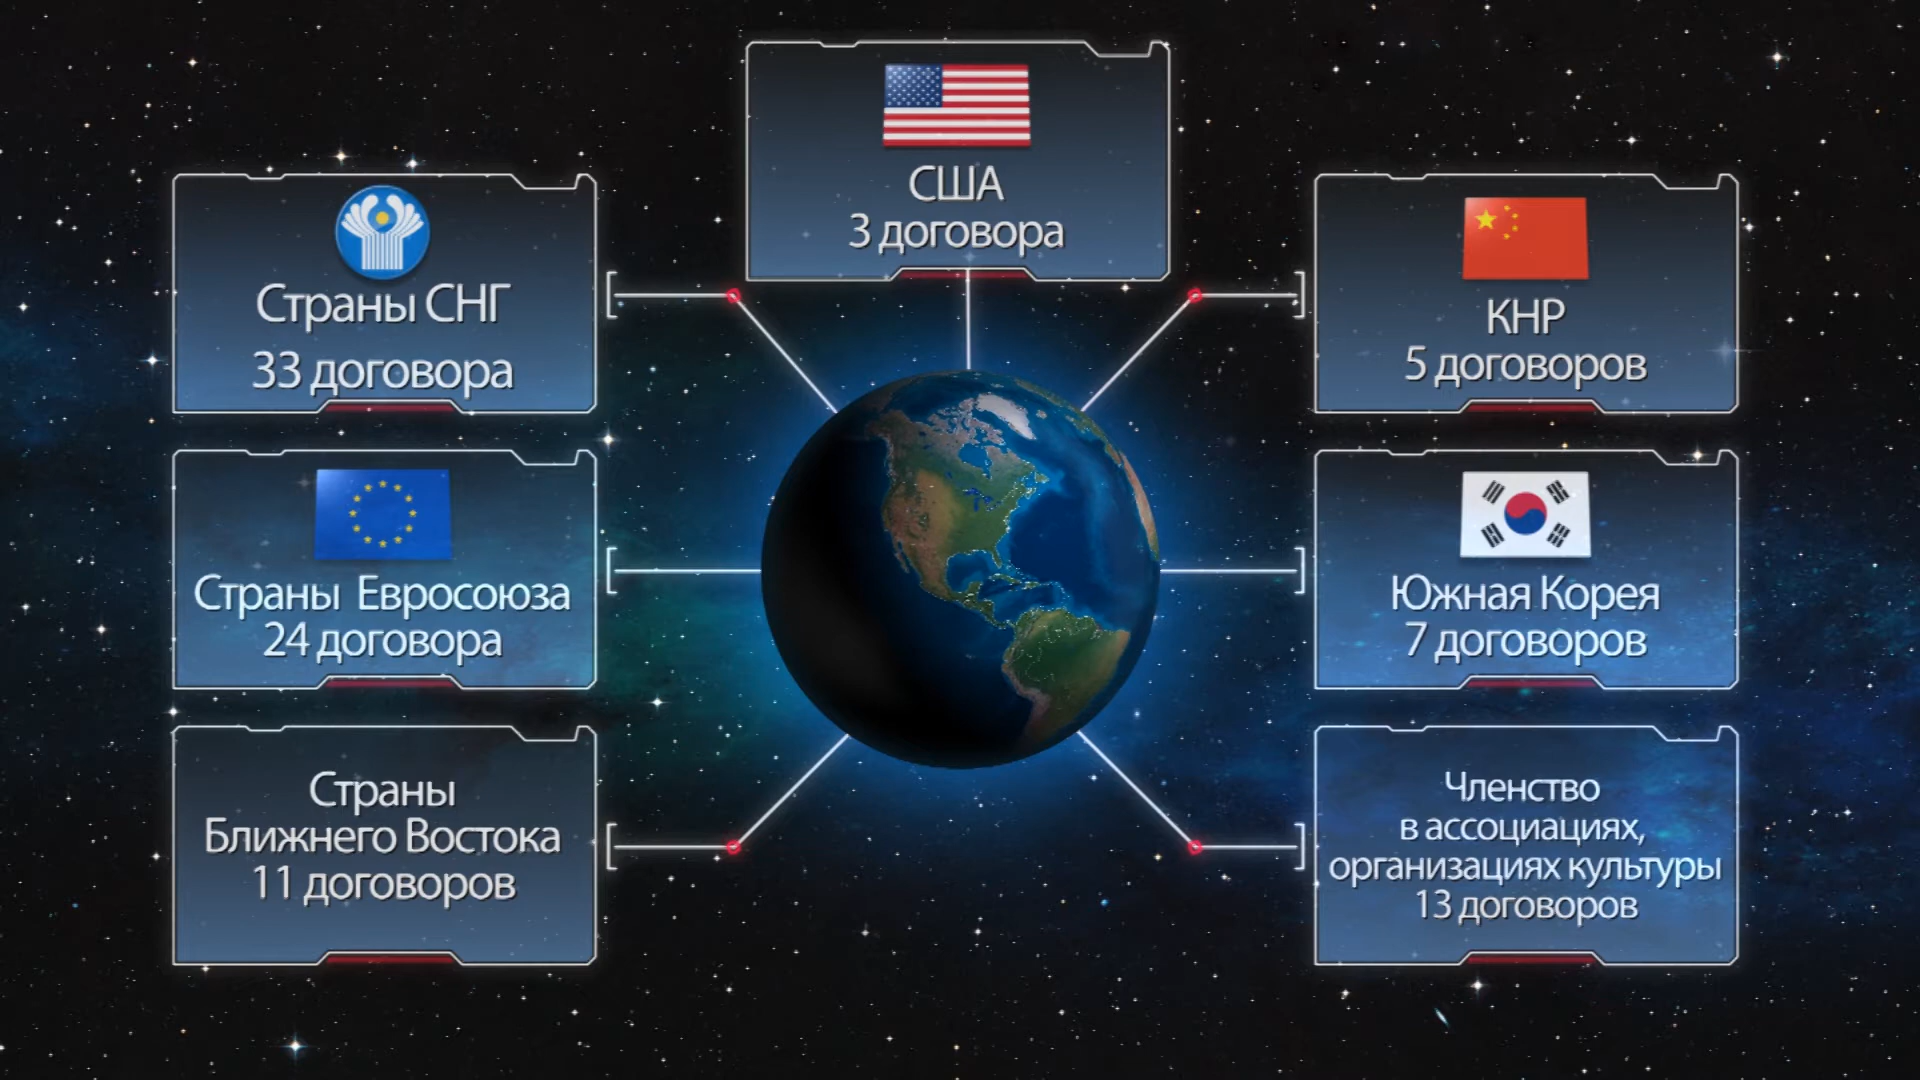 США
3 договора
Страны СНГ
33 договора
КНР
5 договоров
Страны Евросоюза
24 договора
Южная Корея
7 договоров
Страны
Ближнего Востока
11 договоров
Членство
в ассоциациях,
организациях культуры
13 договоров